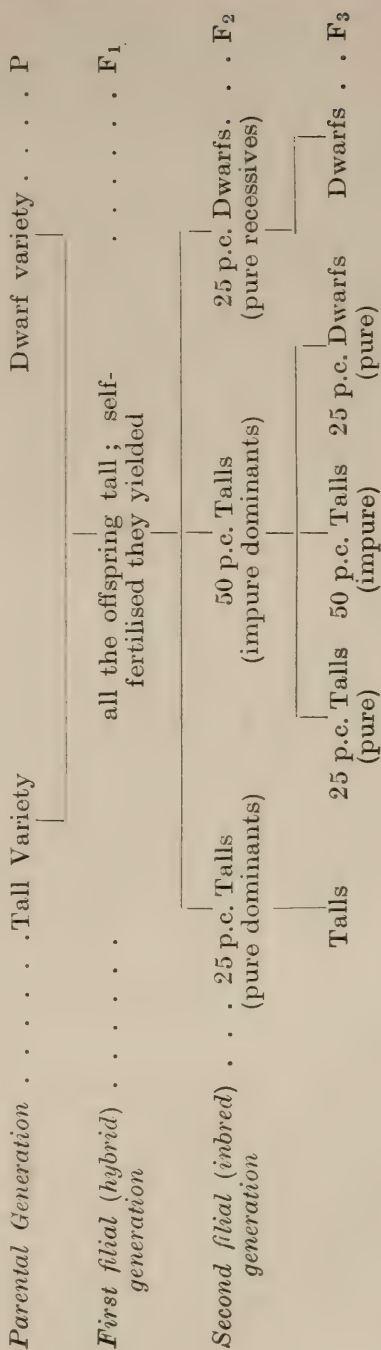 Parental Generation . . . . . . . Tall Variety Dwarf variety . . . . . P
First filial (hybrid) . . . . . . all the offspring tall ; self- . . . . . . . F1
generation fertilised they yielded
Second filial (inbred) . . . 25 p.c. Talls 50 p.c. Talls 25 p.c. Dwarfs. . . F2
generation (pure dominants) (impure dominants) (pure recessives)
Talls 25 p.c. Talls 50 p.c. Talls 25 p.c. Dwarfs Dwarfs . . F3
(pure) (impure) (pure)